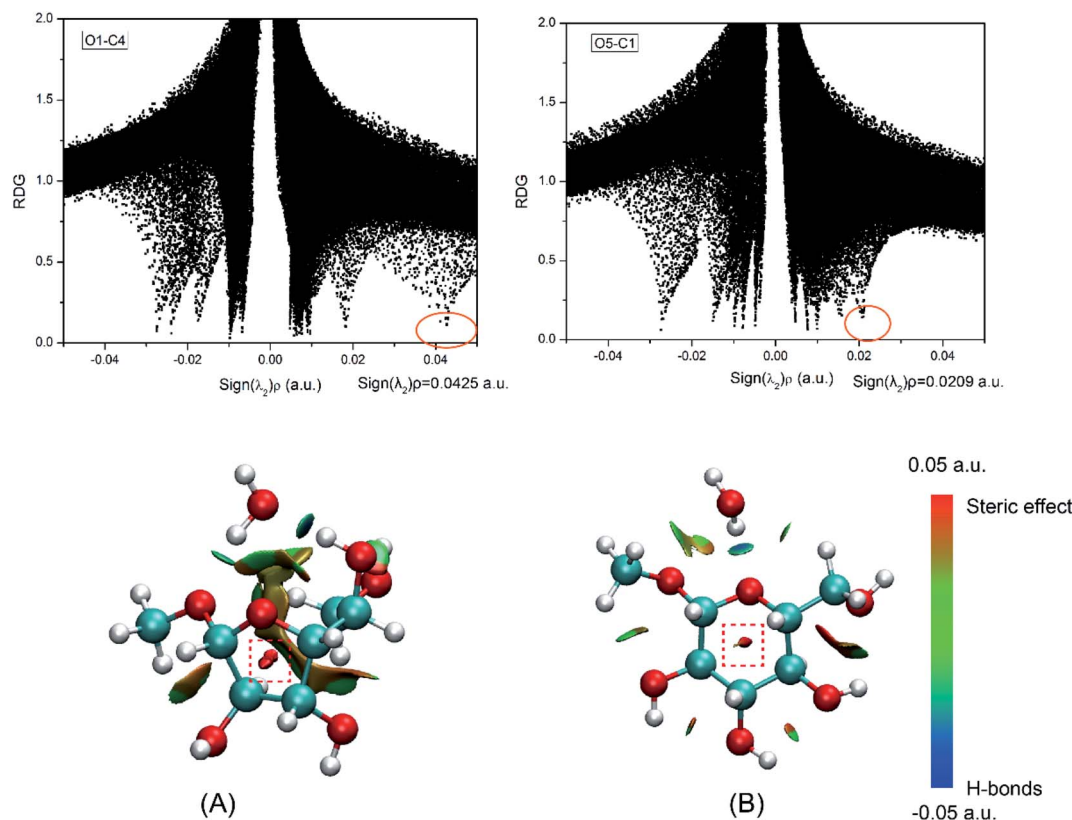 2.0
O1-C4
1.5
RDG
1.0
0.5
0.0
-0.04 -0.02 0.00 0.02 0.04
Sign(λ₂)ρ (a.u.) Sign(λ₂)ρ=0.0425 a.u.
2.0
O5-C1
1.5
RDG
1.0
0.5
0.0
-0.04 -0.02 0.00 0.02 0.04
Sign(λ₂)ρ (a.u.) Sign(λ₂)ρ=0.0209 a.u.
0.05 a.u.
Steric effect
H-bonds
-0.05 a.u.
(A)
(B)